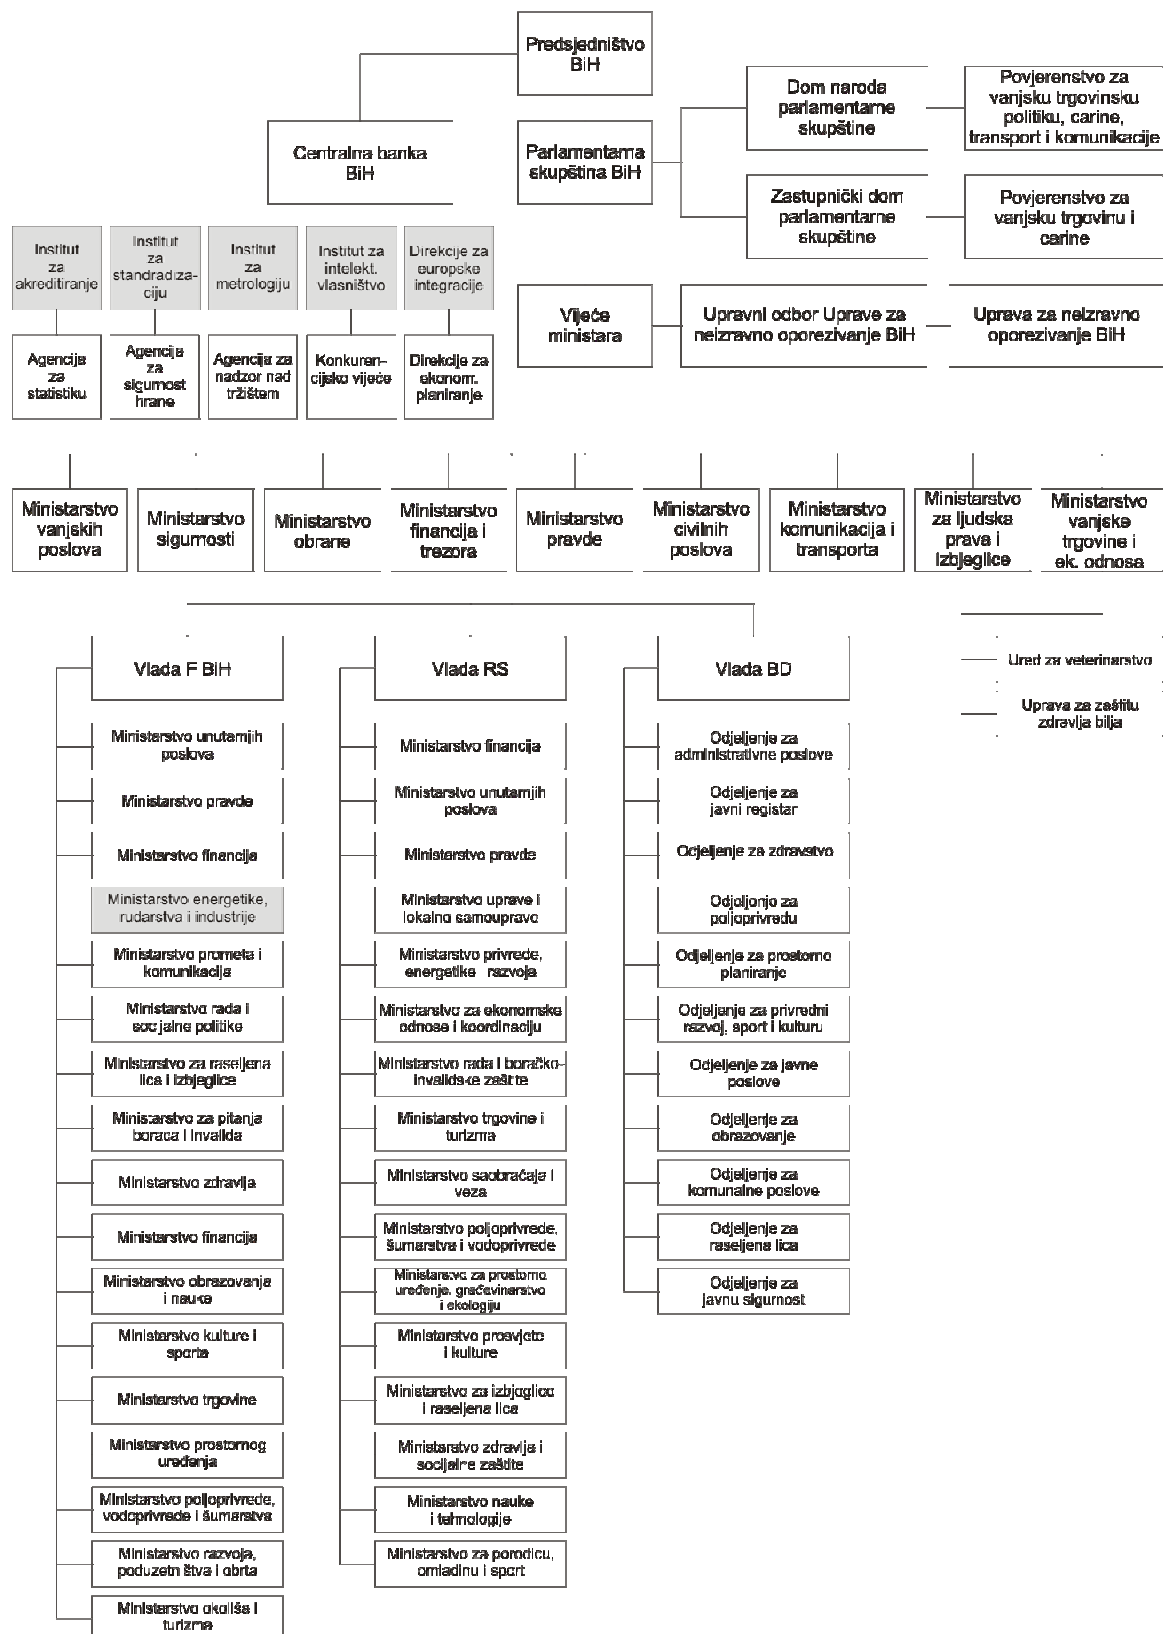 Predsjedništvo
BiH
Centralna banka
BiH
Parlamentarna
skupština BiH
Dom naroda
parlamentarne
skupštine
Povjerenstvo za
vanjsku trgovinsku
politiku, carine,
transport i komunikacije
Zastupnički dom
parlamentarne
skupštine
Povjerenstvo za
vanjsku trgovinu i
carine
Institut
za
akreditiranje
Institut
za
standradiza-
ciju
Institut
za
metrologiju
Institut za
intelekt.
vlasništvo
Direkcije za
europske
integracije
Vijeće
ministara
Upravni odbor Uprave za
neizravno oporezivanje BiH
Uprava za neizravno
oporezivanje BiH
Agencija
za
statistiku
Agencija
za
sigurnost
hrane
Agencija za
nadzor nad
tržištem
Konkuren-
cijsko vijeće
Direkcije za
ekonom.
planiranje
Ministarstvo
vanjskih
poslova
Ministarstvo
sigurnosti
Ministarstvo
obrane
Ministarstvo
financija i
trezora
Ministarstvo
pravde
Ministarstvo
civilnih
poslova
Ministarstvo
komunikacija i
transporta
Ministarstvo
za ljudska
prava i
izbjeglice
Ministarstvo
vanjske
trgovine i
ek. odnosa
Vlada F BiH
Vlada RS
Vlada BD
Ured za veterinarstvo
Uprava za zaštitu
zdravlja bilja
Ministarstvo unutarnjih
poslova
Ministarstvo pravde
Ministarstvo financija
Ministarstvo energetike,
rudarstva i industrije
Ministarstvo prometa i
komunikacija
Ministarstvo rada i
socijalne politike
Ministarstvo za raseljena
lica i izbjeglice
Ministarstvo za pitanja
boraca i invalida
Ministarstvo zdravlja
Ministarstvo financija
Ministarstvo obrazovanja
i nauke
Ministarstvo kulture i
sporta
Ministarstvo trgovine
Ministarstvo prostornog
uređenja
Ministarstvo poljoprivrede,
vodoprivrede i šumarstva
Ministarstvo razvoja,
poduzetništva i obrta
Ministarstvo okoliša i
turizma
Ministarstvo financija
Ministarstvo unutarnjih
poslova
Ministarstvo pravde
Ministarstvo uprave i
lokalne samouprave
Ministarstvo privrede,
energetike razvoja
Ministarstvo za ekonomske
odnose i koordinaciju
Ministarstvo rada i boračko-
invalidske zaštite
Ministarstvo trgovine i
turizma
Ministarstvo saobraćaja i
veza
Ministarstvo poljoprivrede,
šumarstva i vodoprivrede
Ministarstvo za prostorno
uređenje, građevinarstvo
i ekologiju
Ministarstvo prosvjete
i kulture
Ministarstvo za izbjeglice
i raseljena lica
Ministarstvo zdravlja i
socijalne zaštite
Ministarstvo nauke
i tehnologije
Ministarstvo za porodicu,
omladinu i sport
Odjeljenje za
administrativne poslove
Odjeljenje za
javni registar
Odjeljenje za zdravstvo
Odjeljenje za
poljoprivredu
Odjeljenje za prostorno
planiranje
Odjeljenje za privredni
razvoj, sport i kulturu
Odjeljenje za javne
poslove
Odjeljenje za
obrazovanje
Odjeljenje za
komunalne poslove
Odjeljenje za
raseljena lica
Odjeljenje za
javnu sigurnost